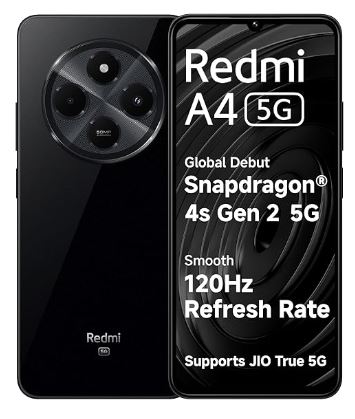 Redmi
A4 5G
Global Debut
Snapdragon®
4s Gen 2 5G
Smooth
120Hz
Refresh Rate
Supports JIO True 5G
50MP
Redmi
5G